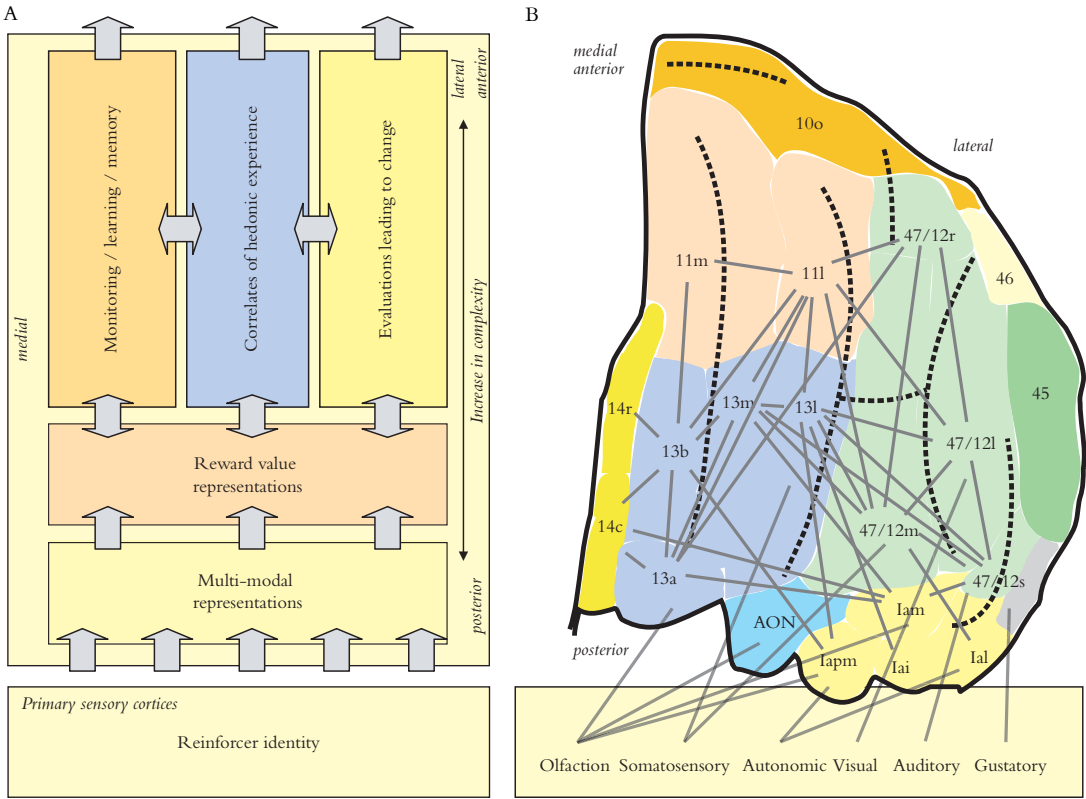 A
medial
Monitoring / learning / memory
Correlates of hedonic experience
Evaluations leading to change
lateral
anterior
Increase in complexity
posterior
Reward value
representations
Multi-modal
representations
Primary sensory cortices
Reinforcer identity
B
medial
anterior
lateral
10o
47/12r
11m
11l
46
14r
13m
13l
45
13b
47/12l
14c
47/12m
13a
47/12s
Iam
AON
posterior
Iapm
Iai
Ial
Olfaction Somatosensory Autonomic Visual Auditory Gustatory